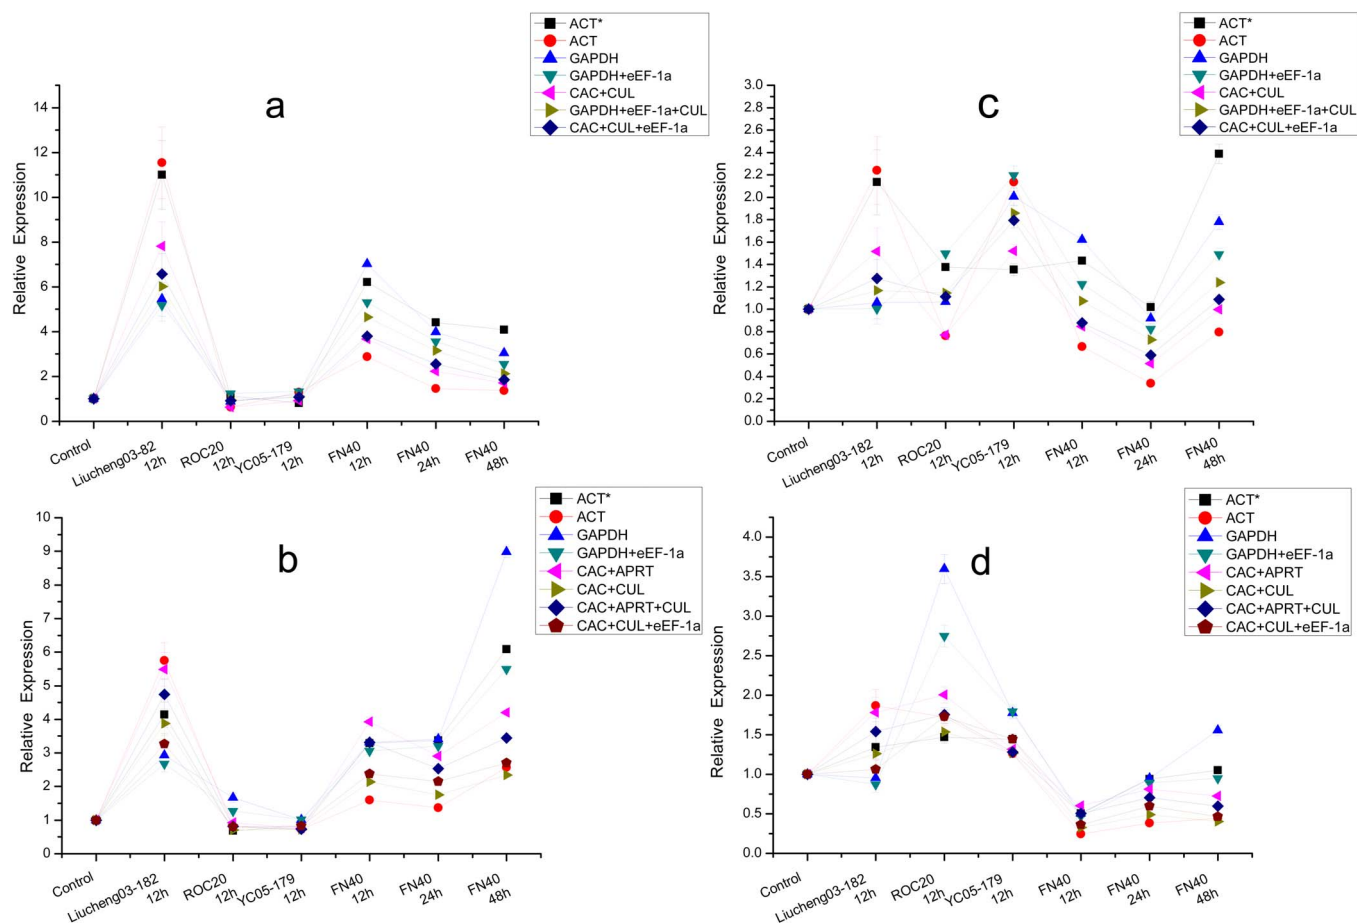 a
ACT*
ACT
GAPDH
GAPDH+eEF-1a
CAC+CUL
GAPDH+eEF-1a+CUL
CAC+CUL+eEF-1a
Relative Expression
14
12
10
8
6
4
2
0
Control
Liucheng03-82
12h
ROC20
12h
YC05-179
12h
FN40
12h
FN40
24h
FN40
48h
c
ACT*
ACT
GAPDH
GAPDH+eEF-1a
CAC+CUL
GAPDH+eEF-1a+CUL
CAC+CUL+eEF-1a
Relative Expression
3.0
2.8
2.6
2.4
2.2
2.0
1.8
1.6
1.4
1.2
1.0
0.8
0.6
0.4
0.2
0.0
Control
Liucheng03-182
12h
ROC20
12h
YC05-179
12h
FN40
12h
FN40
24h
FN40
48h
b
ACT*
ACT
GAPDH
GAPDH+eEF-1a
CAC+APRT
CAC+CUL
CAC+APRT+CUL
CAC+CUL+eEF-1a
Relative Expression
10
9
8
7
6
5
4
3
2
1
0
Control
Liucheng03-182
12h
ROC20
12h
YC05-179
12h
FN40
12h
FN40
24h
FN40
48h
d
ACT*
ACT
GAPDH
GAPDH+eEF-1a
CAC+APRT
CAC+CUL
CAC+APRT+CUL
CAC+CUL+eEF-1a
Relative Expression
4.0
3.5
3.0
2.5
2.0
1.5
1.0
0.5
0.0
Control
Liucheng03-182
12h
ROC20
12h
YC05-179
12h
FN40
12h
FN40
24h
FN40
48h